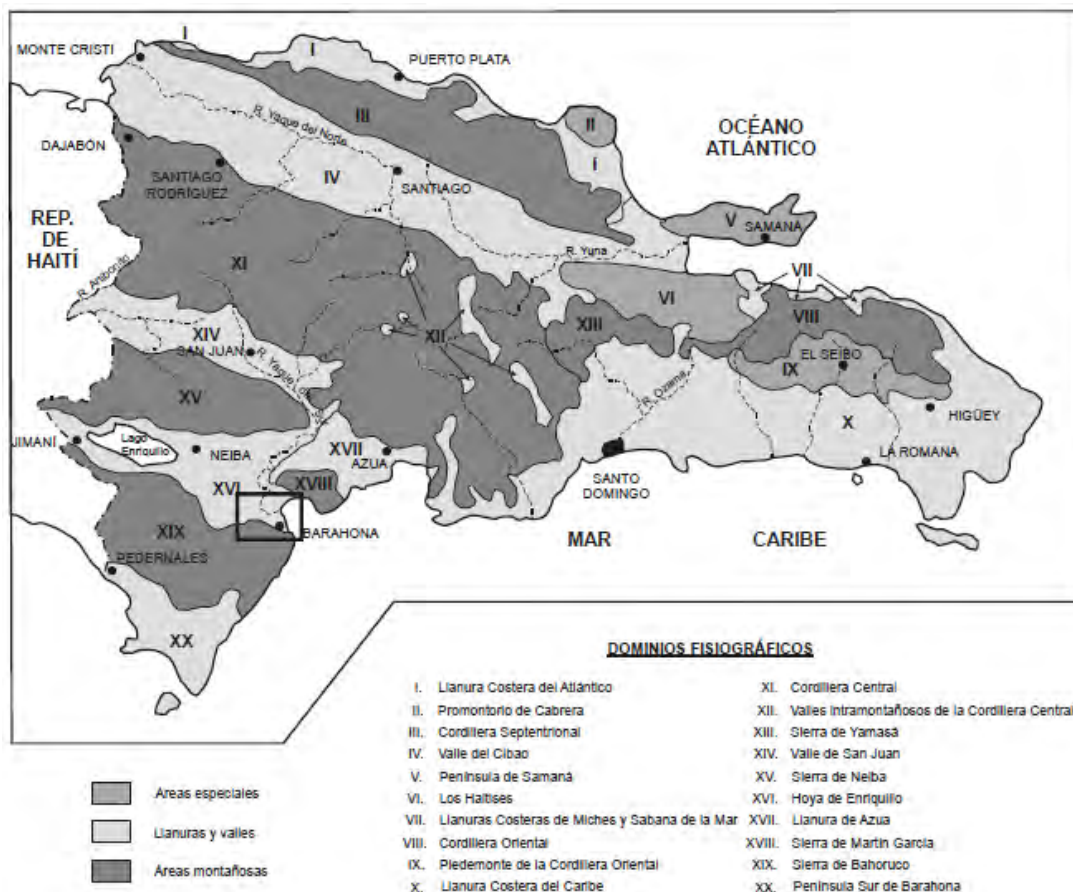 I
MONTE CRISTI
I
PUERTO PLATA
III
II
OCÉANO
ATLÁNTICO
R. Yaque del Norte
DAJABÓN
I
SANTIAGO
RODRÍGUEZ
IV
SANTIAGO
REP.
DE
HAITÍ
V
SAMANÁ
R. Yuna
XI
VII
R. Artibonito
VI
VIII
XIV
XII
XIII
SAN JUAN
EL SEIBO
IX
XV
R. Ozama
HIGÜEY
X
JIMANÍ
Lago
Enriquillo
NEIBA
XVII
AZUA
LA ROMANA
XVIII
SANTO
DOMINGO
XVI
XIX
BARAHONA
MAR CARIBE
PEDERNALES
XX
DOMINIOS FISIOGRÁFICOS
I. Llanura Costera del Atlántico
II. Promontorio de Cabrera
III. Cordillera Septentrional
IV. Valle del Cibao
V. Península de Samaná
VI. Los Haitises
VII. Llanuras Costeras de Miches y Sabana de la Mar
VIII. Cordillera Oriental
IX. Piedemonte de la Cordillera Oriental
X. Llanura Costera del Caribe
XI. Cordillera Central
XII. Valles Intramontañosos de la Cordillera Central
XIII. Sierra de Yamasá
XIV. Valle de San Juan
XV. Sierra de Neiba
XVI. Hoya de Enriquillo
XVII. Llanura de Azua
XVIII. Sierra de Martín García
XIX. Sierra de Bahoruco
XX. Península Sur de Barahona
Areas especiales
Llanuras y valles
Areas montañosas